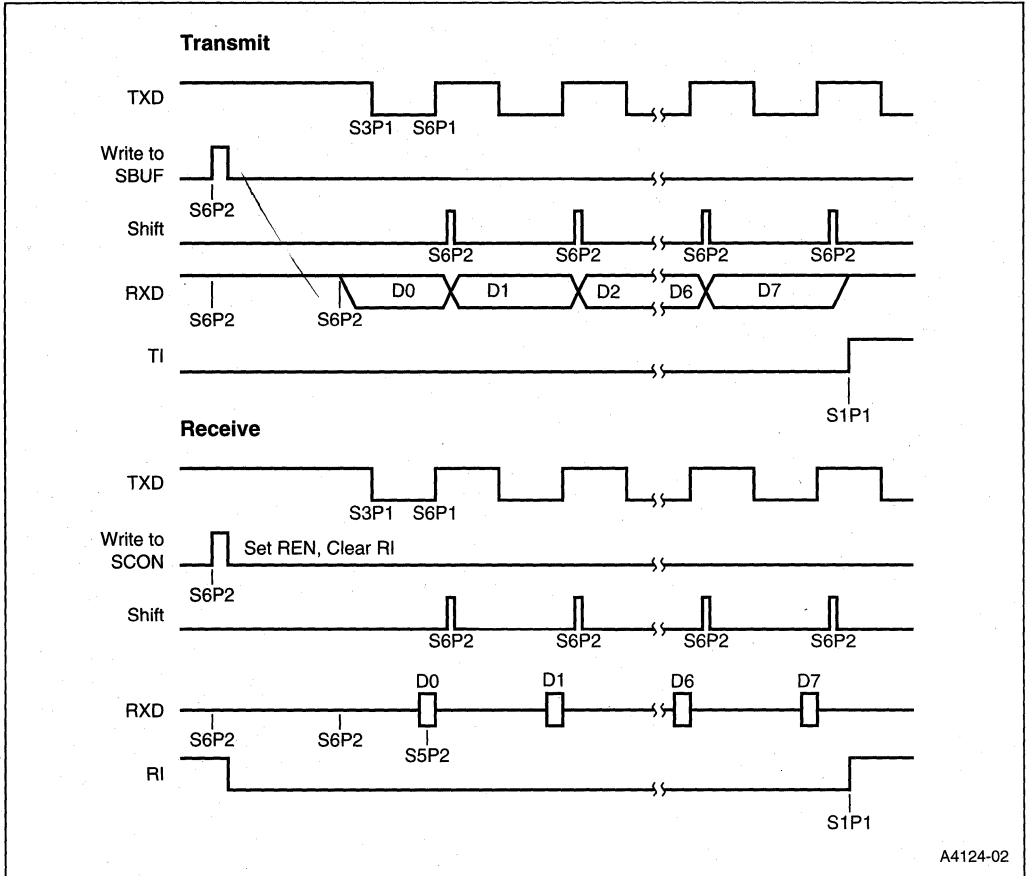 Transmit
TXD
S3P1 S6P1
Write to
SBUF
S6P2
Shift
S6P2 S6P2 S6P2 S6P2
RXD D0 D1 D2 D6 D7
S6P2 S6P2
TI
S1P1
Receive
TXD
S3P1 S6P1
Write to
SCON
Set REN, Clear RI
S6P2
Shift
S6P2 S6P2 S6P2 S6P2
D0 D1 D6 D7
RXD
S6P2 S6P2 S5P2
RI
S1P1
A4124-02